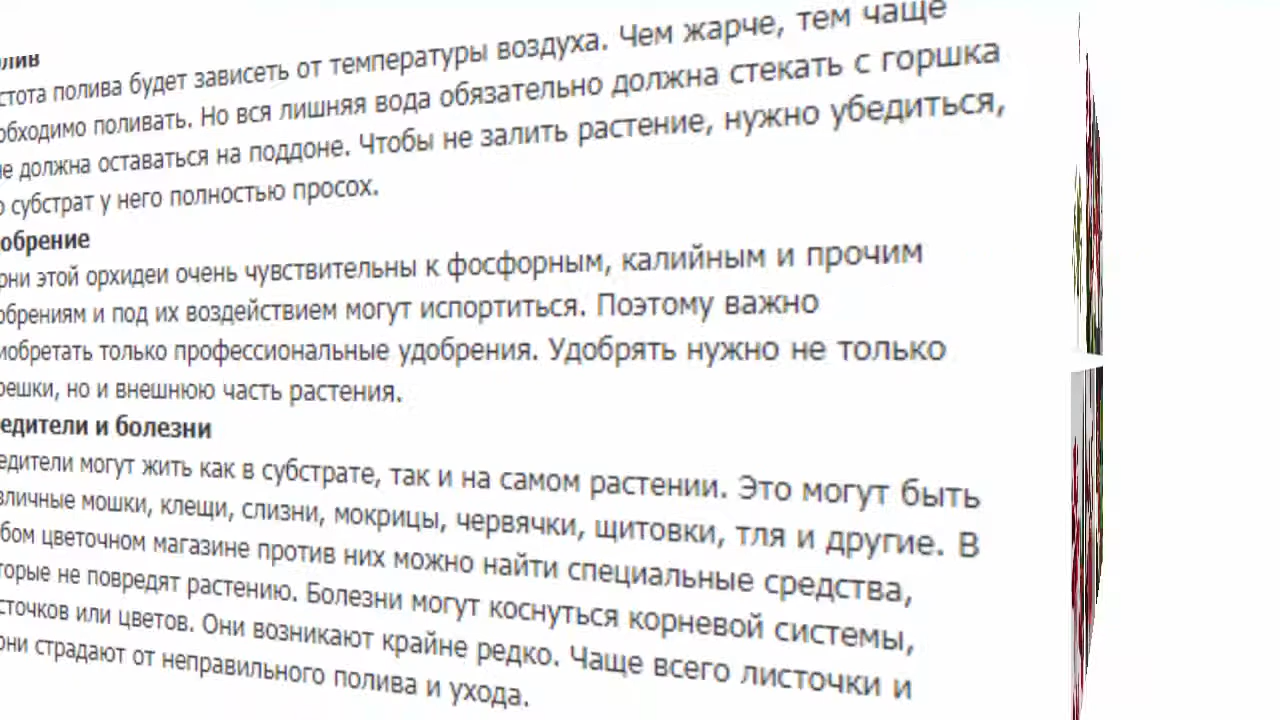 лив
стота полива будет зависеть от температуры воздуха. Чем жарче, тем чаще
обходимо поливать. Но вся лишняя вода обязательно должна стекать с горшка
не должна оставаться на поддоне. Чтобы не залить растение, нужно убедиться,
о субстрат у него полностью просох.
обрение
рни этой орхидеи очень чувствительны к фосфорным, калийным и прочим
обрениям и под их воздействием могут испортиться. Поэтому важно
иобретать только профессиональные удобрения. Удобрять нужно не только
решки, но и внешнюю часть растения.
едители и болезни
едители могут жить как в субстрате, так и на самом растении. Это могут быть
зличные мошки, клещи, слизни, мокрицы, червячки, щитовки, тля и другие. В
бом цветочном магазине против них можно найти специальные средства,
торые не повредят растению. Болезни могут коснуться корневой системы,
сточков или цветов. Они возникают крайне редко. Чаще всего листочки и
рни страдают от неправильного полива и ухода.